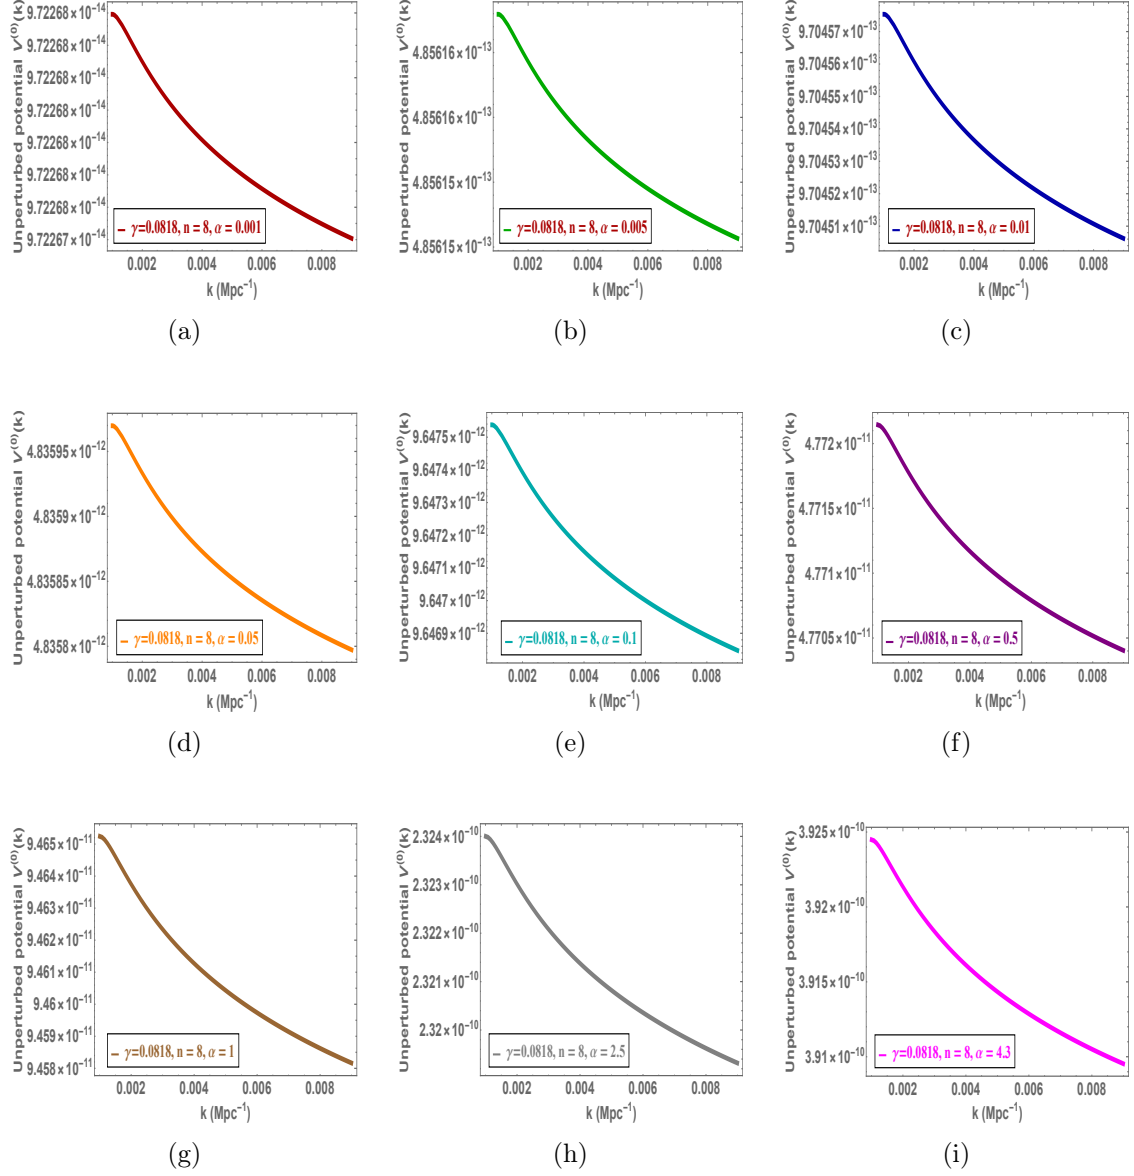 Unperturbed potential V⁽⁰⁾(k)
9.72268×10⁻¹⁴
9.72268×10⁻¹⁴
9.72268×10⁻¹⁴
9.72268×10⁻¹⁴
9.72268×10⁻¹⁴
9.72268×10⁻¹⁴
9.72268×10⁻¹⁴
9.72267×10⁻¹⁴
γ=0.0818, n = 8, α = 0.001
0.002 0.004 0.006 0.008
k (Mpc⁻¹)
(a)
Unperturbed potential V⁽⁰⁾(k)
4.85616×10⁻¹³
4.85616×10⁻¹³
4.85615×10⁻¹³
4.85615×10⁻¹³
γ=0.0818, n = 8, α = 0.005
0.002 0.004 0.006 0.008
k (Mpc⁻¹)
(b)
Unperturbed potential V⁽⁰⁾(k)
9.70457×10⁻¹³
9.70456×10⁻¹³
9.70455×10⁻¹³
9.70454×10⁻¹³
9.70453×10⁻¹³
9.70452×10⁻¹³
9.70451×10⁻¹³
γ=0.0818, n = 8, α = 0.01
0.002 0.004 0.006 0.008
k (Mpc⁻¹)
(c)
Unperturbed potential V⁽⁰⁾(k)
4.83595×10⁻¹²
4.8359×10⁻¹²
4.83585×10⁻¹²
4.8358×10⁻¹²
γ=0.0818, n = 8, α = 0.05
0.002 0.004 0.006 0.008
k (Mpc⁻¹)
(d)
Unperturbed potential V⁽⁰⁾(k)
9.6475×10⁻¹²
9.6474×10⁻¹²
9.6473×10⁻¹²
9.6472×10⁻¹²
9.6471×10⁻¹²
9.647×10⁻¹²
9.6469×10⁻¹²
γ=0.0818, n = 8, α = 0.1
0.002 0.004 0.006 0.008
k (Mpc⁻¹)
(e)
Unperturbed potential V⁽⁰⁾(k)
4.772×10⁻¹¹
4.7715×10⁻¹¹
4.771×10⁻¹¹
4.7705×10⁻¹¹
γ=0.0818, n = 8, α = 0.5
0.002 0.004 0.006 0.008
k (Mpc⁻¹)
(f)
Unperturbed potential V⁽⁰⁾(k)
9.465×10⁻¹¹
9.464×10⁻¹¹
9.463×10⁻¹¹
9.462×10⁻¹¹
9.461×10⁻¹¹
9.46×10⁻¹¹
9.459×10⁻¹¹
9.458×10⁻¹¹
γ=0.0818, n = 8, α = 1
0.002 0.004 0.006 0.008
k (Mpc⁻¹)
(g)
Unperturbed potential V⁽⁰⁾(k)
2.324×10⁻¹⁰
2.323×10⁻¹⁰
2.322×10⁻¹⁰
2.321×10⁻¹⁰
2.32×10⁻¹⁰
γ=0.0818, n = 8, α = 2.5
0.002 0.004 0.006 0.008
k (Mpc⁻¹)
(h)
Unperturbed potential V⁽⁰⁾(k)
3.925×10⁻¹⁰
3.92×10⁻¹⁰
3.915×10⁻¹⁰
3.91×10⁻¹⁰
γ=0.0818, n = 8, α = 4.3
0.002 0.004 0.006 0.008
k (Mpc⁻¹)
(i)